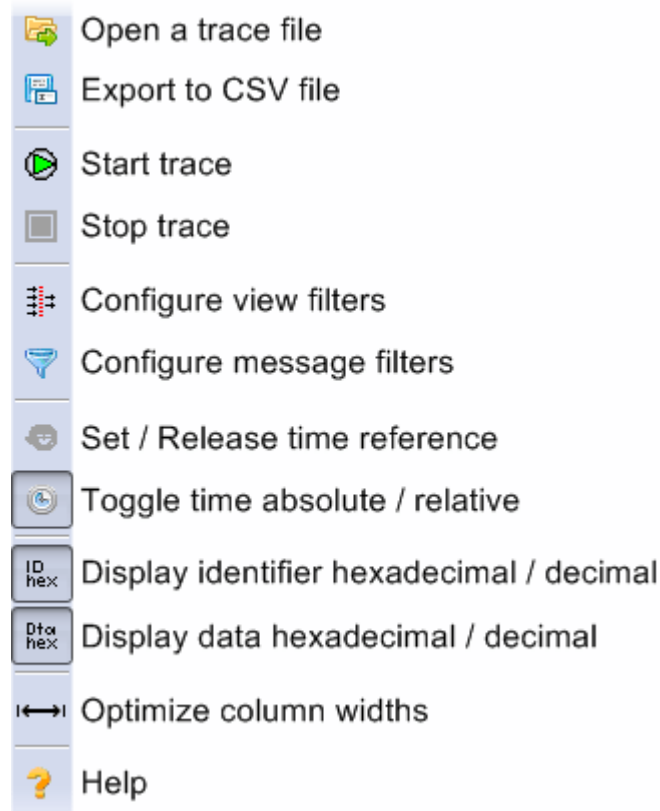 Open a trace file
Export to CSV file
Start trace
Stop trace
Configure view filters
Configure message filters
Set / Release time reference
Toggle time absolute / relative
ID
hex
Display identifier hexadecimal / decimal
Dta
hex
Display data hexadecimal / decimal
Optimize column widths
? Help